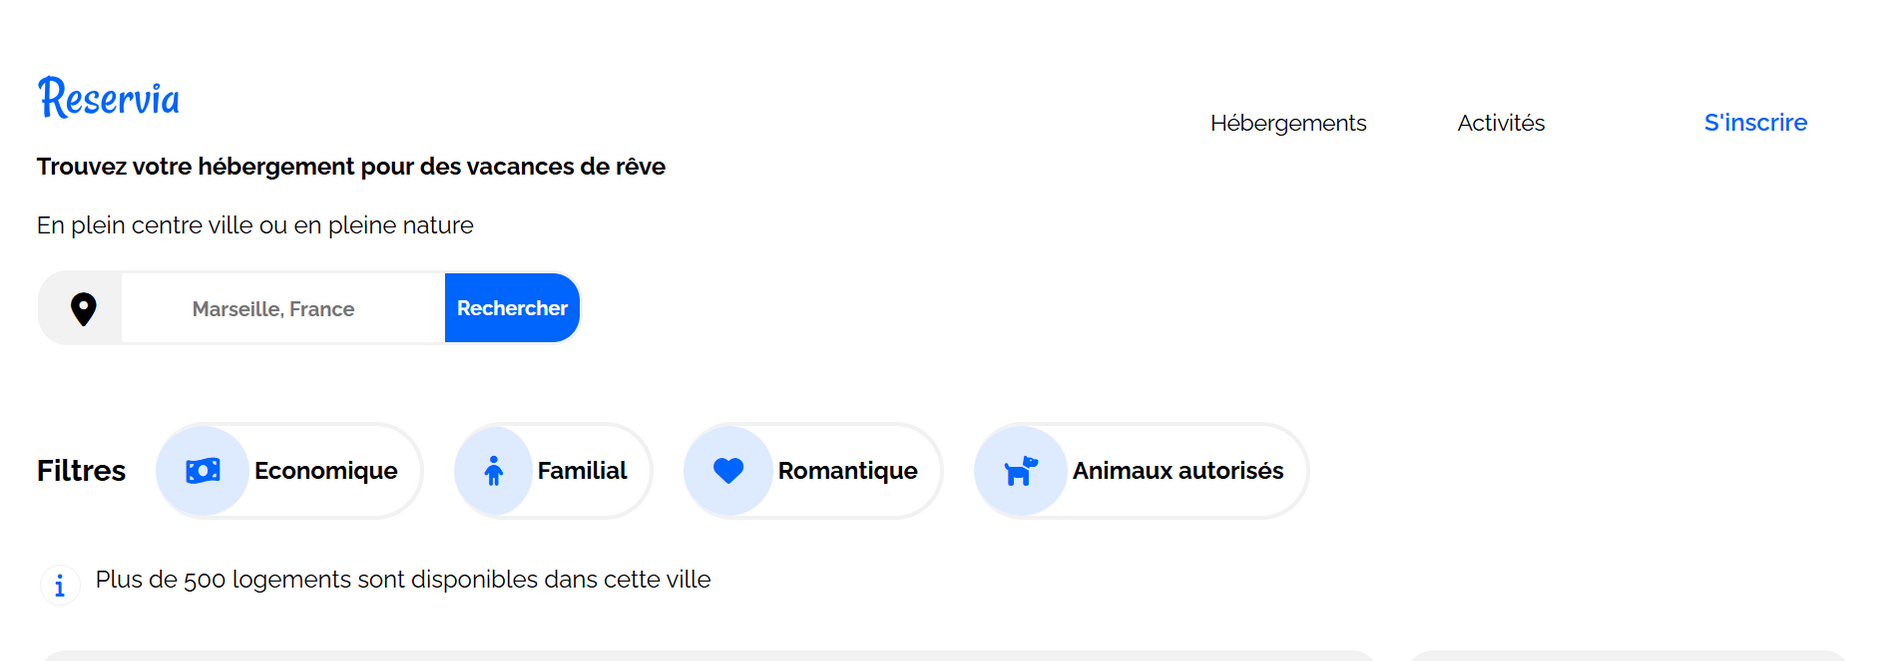 Reservia
Hébergements
Activités
S'inscrire
Trouvez votre hébergement pour des vacances de rêve
En plein centre ville ou en pleine nature
Marseille, France
Rechercher
Filtres
Economique
Familial
Romantique
Animaux autorisés
Plus de 500 logements sont disponibles dans cette ville